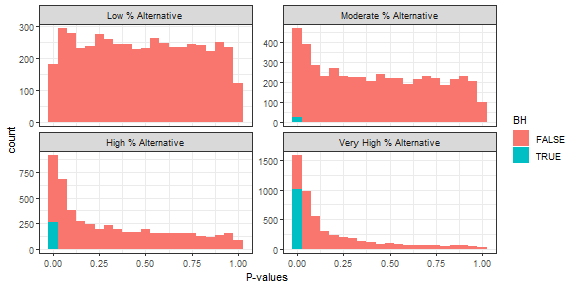 Low % Alternative
Moderate % Alternative
300
200
100
0
400
300
200
100
0
High % Alternative
Very High % Alternative
750
500
250
0
1500
1000
500
0
0.00 0.25 0.50 0.75 1.00
0.00 0.25 0.50 0.75 1.00
P-values
count
BH
FALSE
TRUE